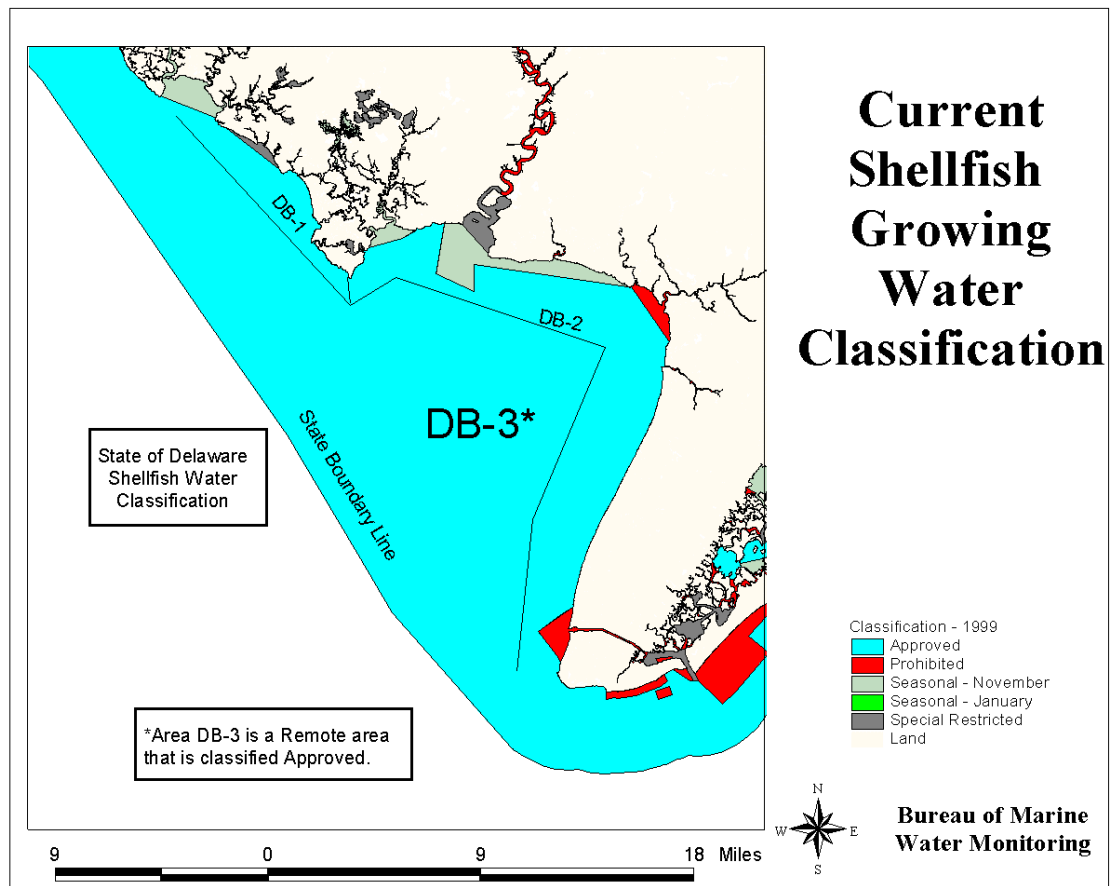 Current
Shellfish
Growing
Water
Classification
DB-1
DB-2
DB-3*
State Boundary Line
State of Delaware
Shellfish Water
Classification
*Area DB-3 is a Remote area
that is classified Approved.
Classification - 1999
Approved
Prohibited
Seasonal - November
Seasonal - January
Special Restricted
Land
N
W E
S
Bureau of Marine
Water Monitoring
9 0 9 18 Miles